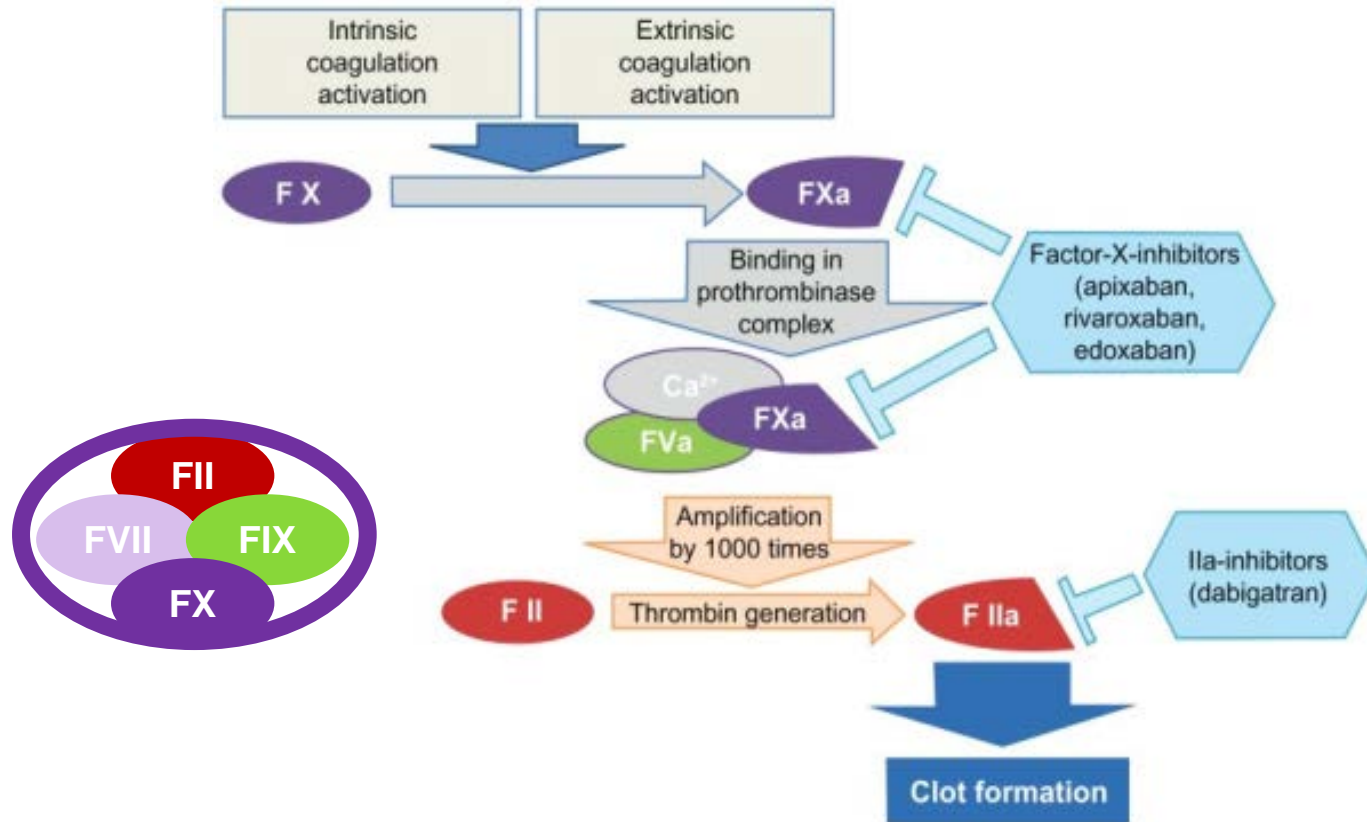 Intrinsic
coagulation
activation
Extrinsic
coagulation
activation
F X
FXa
Factor-X-inhibitors
(apixaban,
rivaroxaban,
edoxaban)
Binding in
prothrombinase
complex
Ca²⁺
FXa
FVa
FII
FVII
FIX
FX
Amplification
by 1000 times
IIa-inhibitors
(dabigatran)
F II
Thrombin generation
F IIa
Clot formation